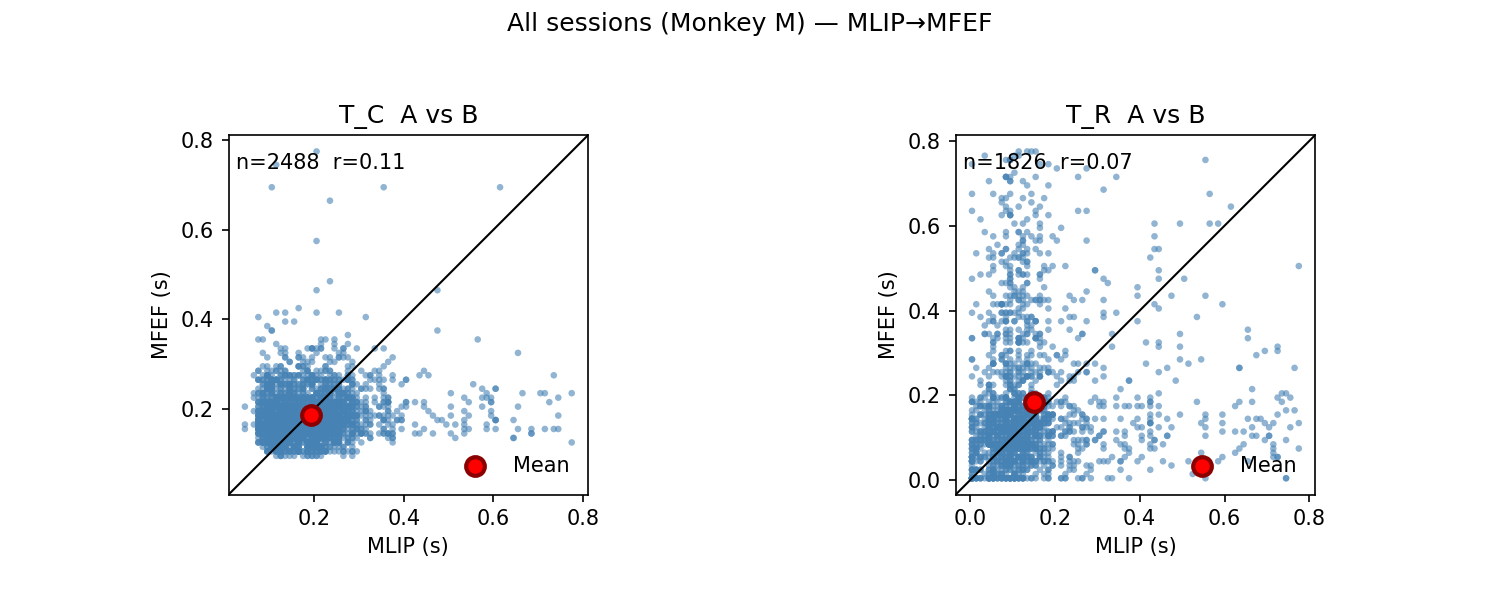 All sessions (Monkey M) — MLIP→MFEF
T_C  A vs B
n=2488  r=0.11
0.8
0.6
0.4
0.2
MFEF (s)
Mean
0.2 0.4 0.6 0.8
MLIP (s)
T_R  A vs B
n=1826  r=0.07
0.8
0.6
0.4
0.2
0.0
MFEF (s)
Mean
0.0 0.2 0.4 0.6 0.8
MLIP (s)